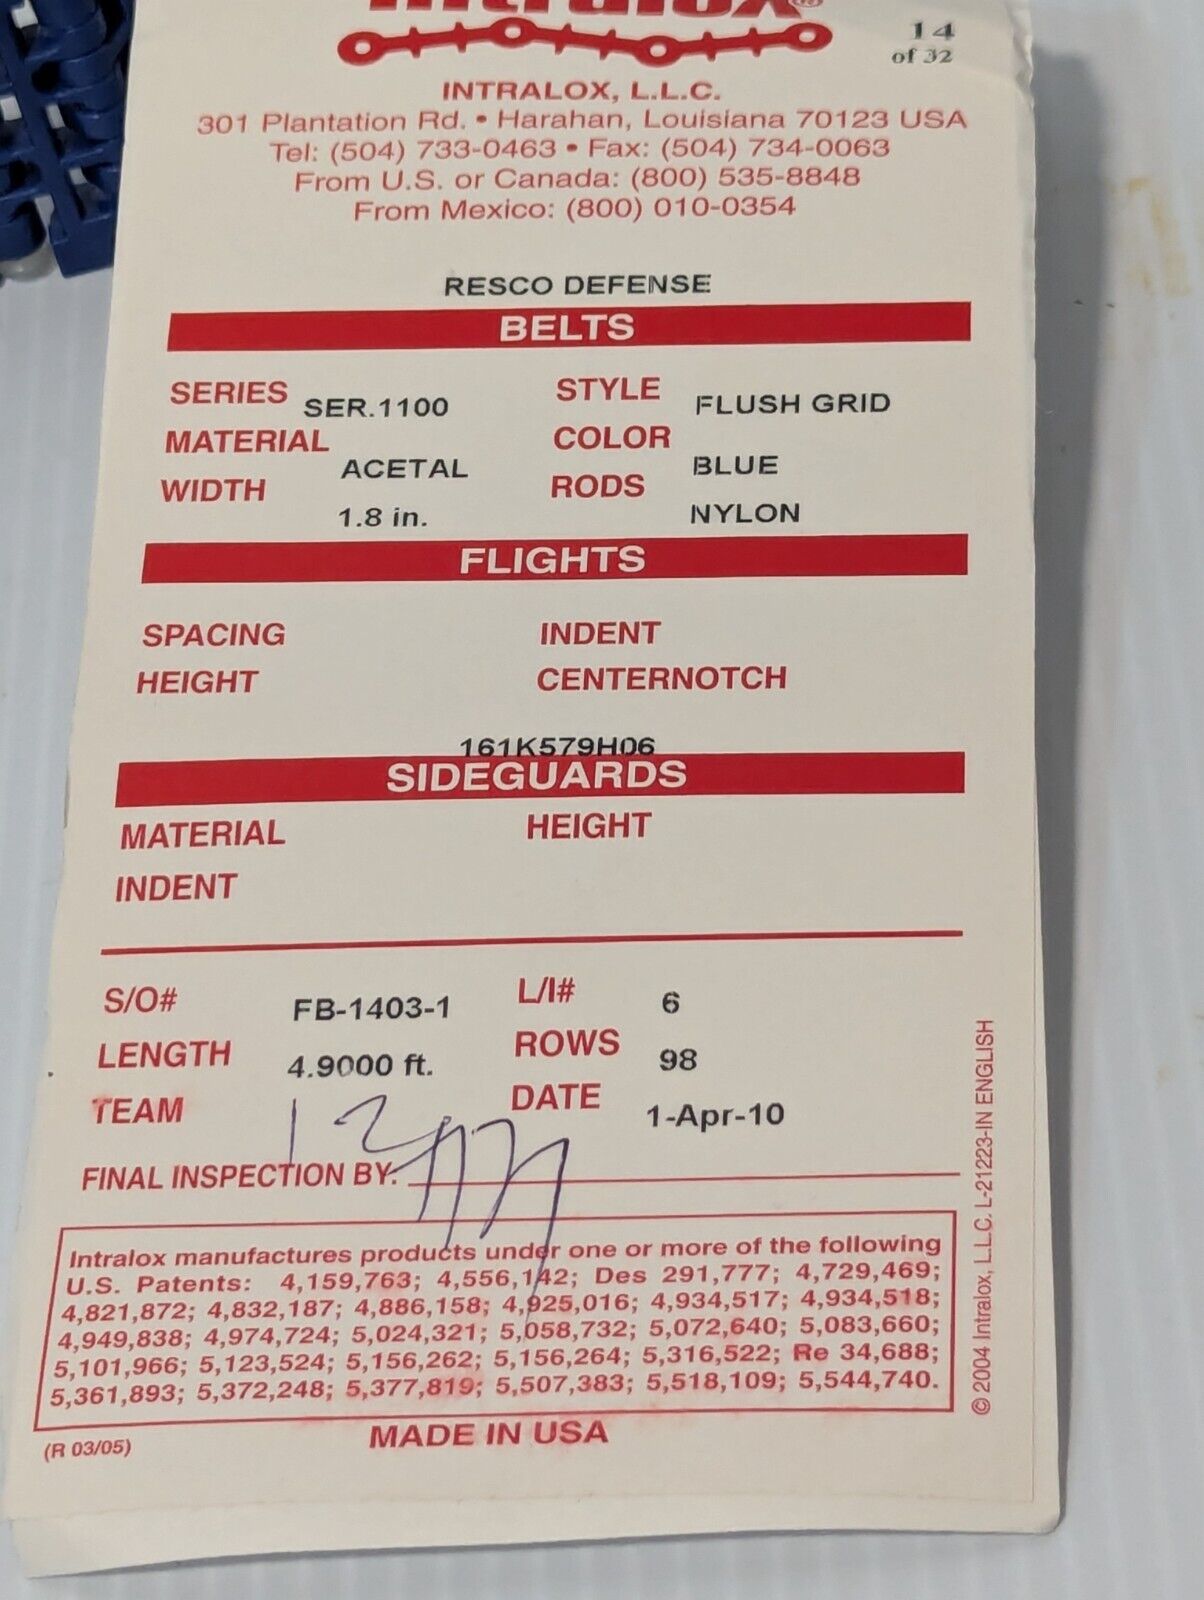 Intralox®
14
of 32
INTRALOX, L.L.C.
301 Plantation Rd. • Harahan, Louisiana 70123 USA
Tel: (504) 733-0463 • Fax: (504) 734-0063
From U.S. or Canada: (800) 535-8848
From Mexico: (800) 010-0354
RESCO DEFENSE
BELTS
SERIES SER.1100 STYLE FLUSH GRID
MATERIAL ACETAL COLOR BLUE
WIDTH 1.8 in. RODS NYLON
FLIGHTS
SPACING INDENT
HEIGHT CENTERNOTCH
161K579H06
SIDEGUARDS
MATERIAL HEIGHT
INDENT
S/O# FB-1403-1 L/I# 6
LENGTH 4.9000 ft. ROWS 98
TEAM DATE 1-Apr-10
FINAL INSPECTION BY:
Intralox manufactures products under one or more of the following
U.S. Patents: 4,159,763; 4,556,142; Des 291,777; 4,729,469;
4,821,872; 4,832,187; 4,886,158; 4,925,016; 4,934,517; 4,934,518;
4,949,838; 4,974,724; 5,024,321; 5,058,732; 5,072,640; 5,083,660;
5,101,966; 5,123,524; 5,156,262; 5,156,264; 5,316,522; Re 34,688;
5,361,893; 5,372,248; 5,377,819; 5,507,383; 5,518,109; 5,544,740.
MADE IN USA
(R 03/05)
© 2004 Intralox, L.L.C. L-21223-IN ENGLISH